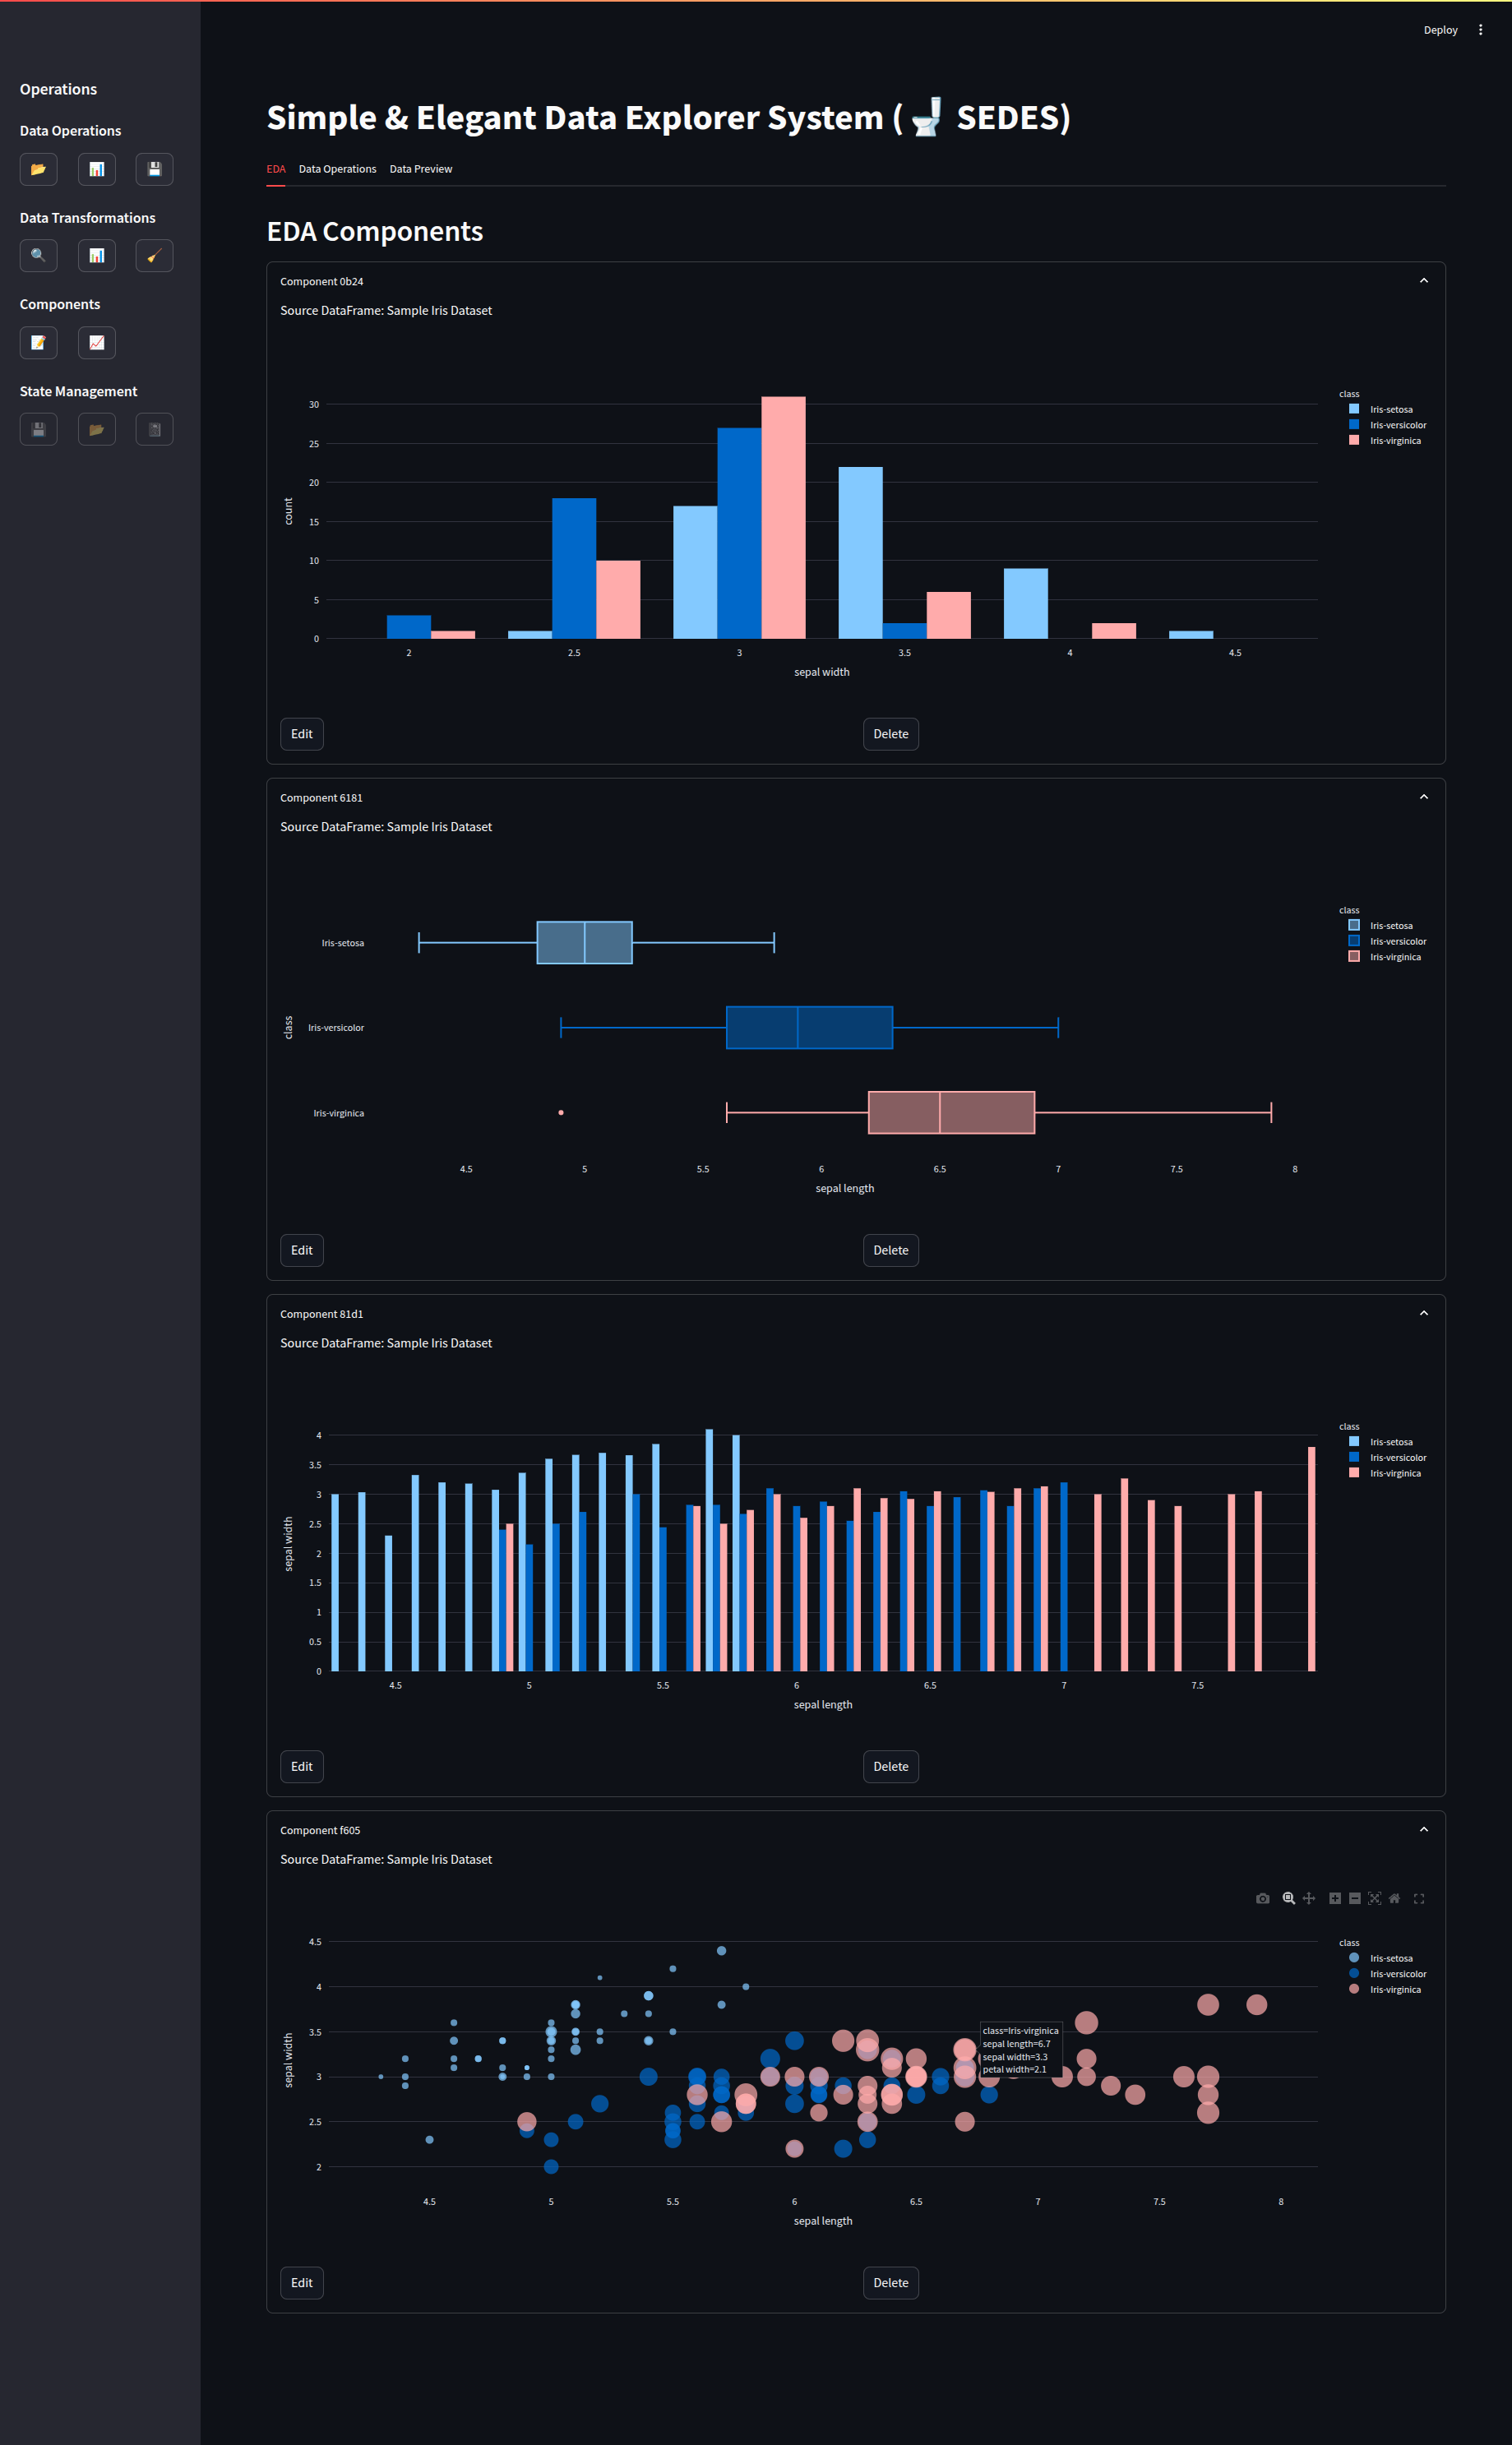 Deploy
Operations
Data Operations
Data Transformations
Components
State Management
Simple & Elegant Data Explorer System ( 🚽 SEDES)
EDA Data Operations Data Preview
EDA Components
Component 0b24
Source DataFrame: Sample Iris Dataset
class
Iris-setosa
Iris-versicolor
Iris-virginica
30
25
20
15
10
5
0
count
2 2.5 3 3.5 4 4.5
sepal width
Edit Delete
Component 6181
Source DataFrame: Sample Iris Dataset
class
Iris-setosa
Iris-versicolor
Iris-virginica
Iris-setosa
Iris-versicolor
Iris-virginica
class
4.5 5 5.5 6 6.5 7 7.5 8
sepal length
Edit Delete
Component 81d1
Source DataFrame: Sample Iris Dataset
class
Iris-setosa
Iris-versicolor
Iris-virginica
4
3.5
3
2.5
2
1.5
1
0.5
0
sepal width
4.5 5 5.5 6 6.5 7 7.5
sepal length
Edit Delete
Component f605
Source DataFrame: Sample Iris Dataset
class
Iris-setosa
Iris-versicolor
Iris-virginica
4.5
4
3.5
3
2.5
2
sepal width
class=Iris-virginica
sepal length=6.7
sepal width=3.3
petal width=2.1
4.5 5 5.5 6 6.5 7 7.5 8
sepal length
Edit Delete